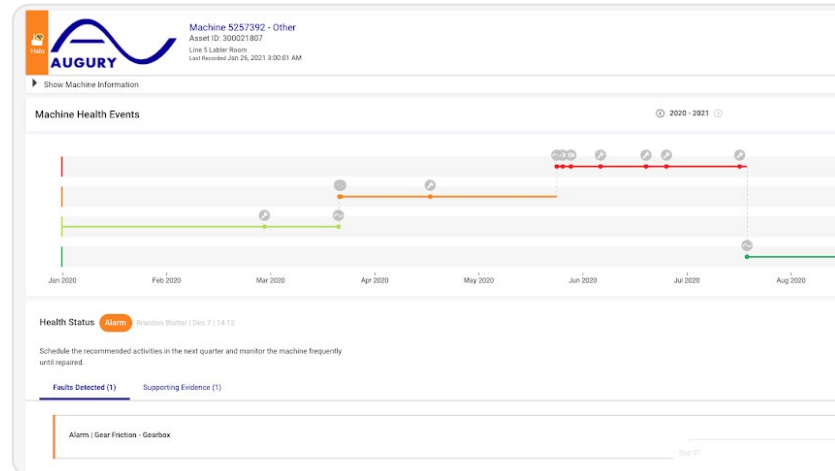 Halo
AUGURY
Machine 5257392 - Other
Asset ID: 300021807
Line 5 Labler Room
Last Recorded Jan 26, 2021 3:00:01 AM
Show Machine Information
Machine Health Events
2020 - 2021
Jan 2020
Feb 2020
Mar 2020
Apr 2020
May 2020
Jun 2020
Jul 2020
Aug 2020
Health Status
Alarm
Brandon Blatter | Dec 7 | 14:12
Schedule the recommended activities in the next quarter and monitor the machine frequently
until repaired.
Faults Detected (1)
Supporting Evidence (1)
Alarm | Gear Friction - Gearbox
Dec 07